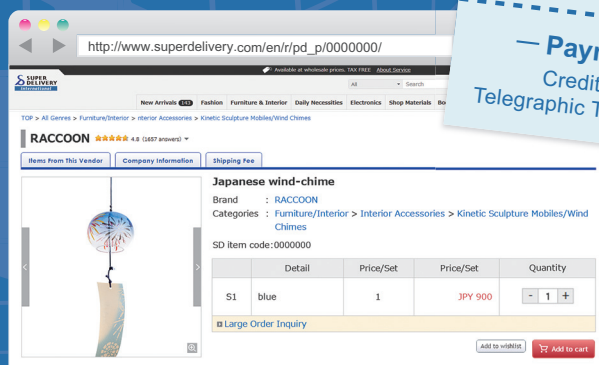 http://www.superdelivery.com/en/r/pd_p/0000000/
— Payr
Credit
Telegraphic T
SUPER DELIVERY International
Available at wholesale prices. TAX FREE About Service
All Search
New Arrivals 143 Fashion Furniture & Interior Daily Necessities Electronics Shop Materials Bo
TOP > All Genres > Furniture/Interior > nterior Accessories > Kinetic Sculpture Mobiles/Wind Chimes
RACCOON 4.8 (1657 answers)
Items From This Vendor Company Information Shipping Fee
Japanese wind-chime
Brand : RACCOON
Categories : Furniture/Interior > Interior Accessories > Kinetic Sculpture Mobiles/Wind
Chimes
SD item code:0000000
Detail Price/Set Price/Set Quantity
S1 blue 1 JPY 900 - 1 +
Large Order Inquiry
Add to wishlist Add to cart